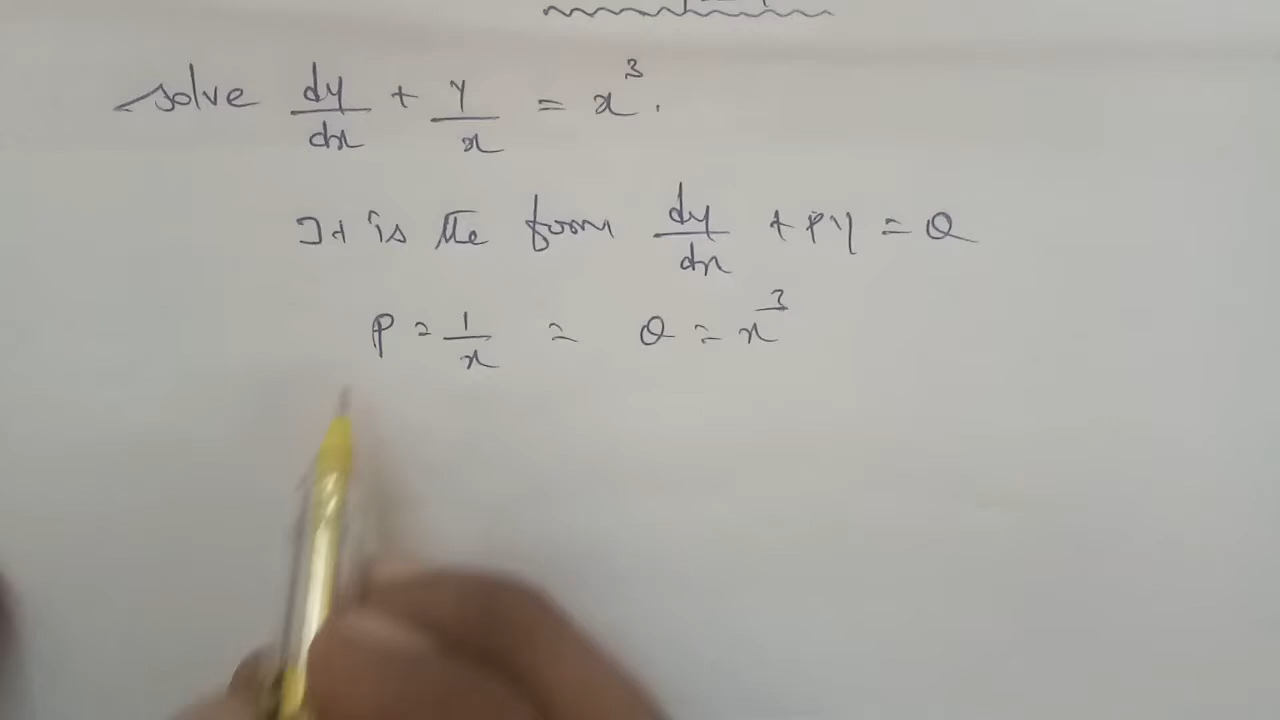 solve dy/dx + y/x = x³.
It is the form dy/dx + Py = Q
P = 1/x = Q = x³